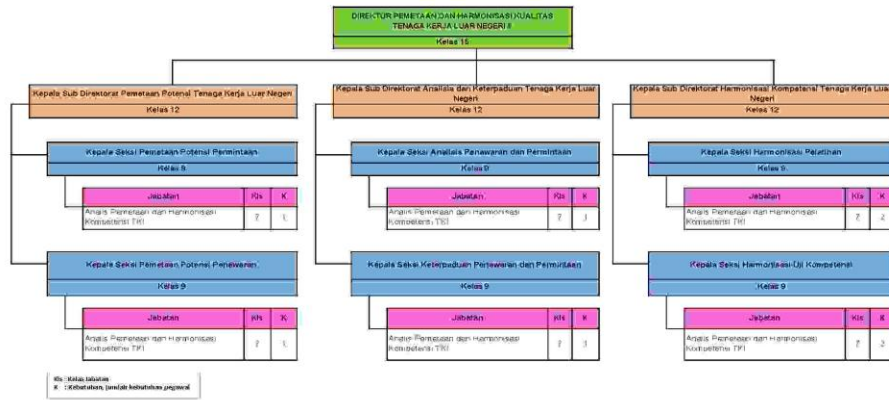 DIREKTUR PEMETAAN DAN HARMONISASI KUALITAS
TENAGA KERJA LUAR NEGERI II
Kelas 15
Kepala Sub Direktorat Pemetaan Potensi Tenaga Kerja Luar Negeri
Kelas 12
Kepala Sub Direktorat Analisis dan Keterpaduan Tenaga Kerja Luar
Negeri
Kelas 12
Kepala Sub Direktorat Harmonisasi Kompetensi Tenaga Kerja Luar
Negeri
Kelas 12
Kepala Seksi Pemetaan Potensi Permintaan
Kelas 9
Jabatan Kls K
Analis Pemetaan dan Harmonisasi
Kompetensi TKI
7
Kepala Seksi Analisis Penawaran dan Permintaan
Kelas 9
Jabatan Kls K
Analis Pemetaan dan Harmonisasi
Kompetensi TKI
7
Kepala Seksi Harmonisasi Pelatihan
Kelas 9
Jabatan Kls K
Analis Pemetaan dan Harmonisasi
Kompetensi TKI
7 2
Kepala Seksi Pemetaan Potensi Penawaran
Kelas 9
Jabatan Kls K
Analis Pemetaan dan Harmonisasi
Kompetensi TKI
7
Kepala Seksi Keterpaduan Penawaran dan Permintaan
Kelas 9
Jabatan Kls K
Analis Pemetaan dan Harmonisasi
Kompetensi TKI
7
Kepala Seksi Harmonisasi Uji Kompetensi
Kelas 9
Jabatan Kls K
Analis Pemetaan dan Harmonisasi
Kompetensi TKI
7 2
Kls : Kelas Jabatan
K : Kebutuhan, jumlah kebutuhan pegawai